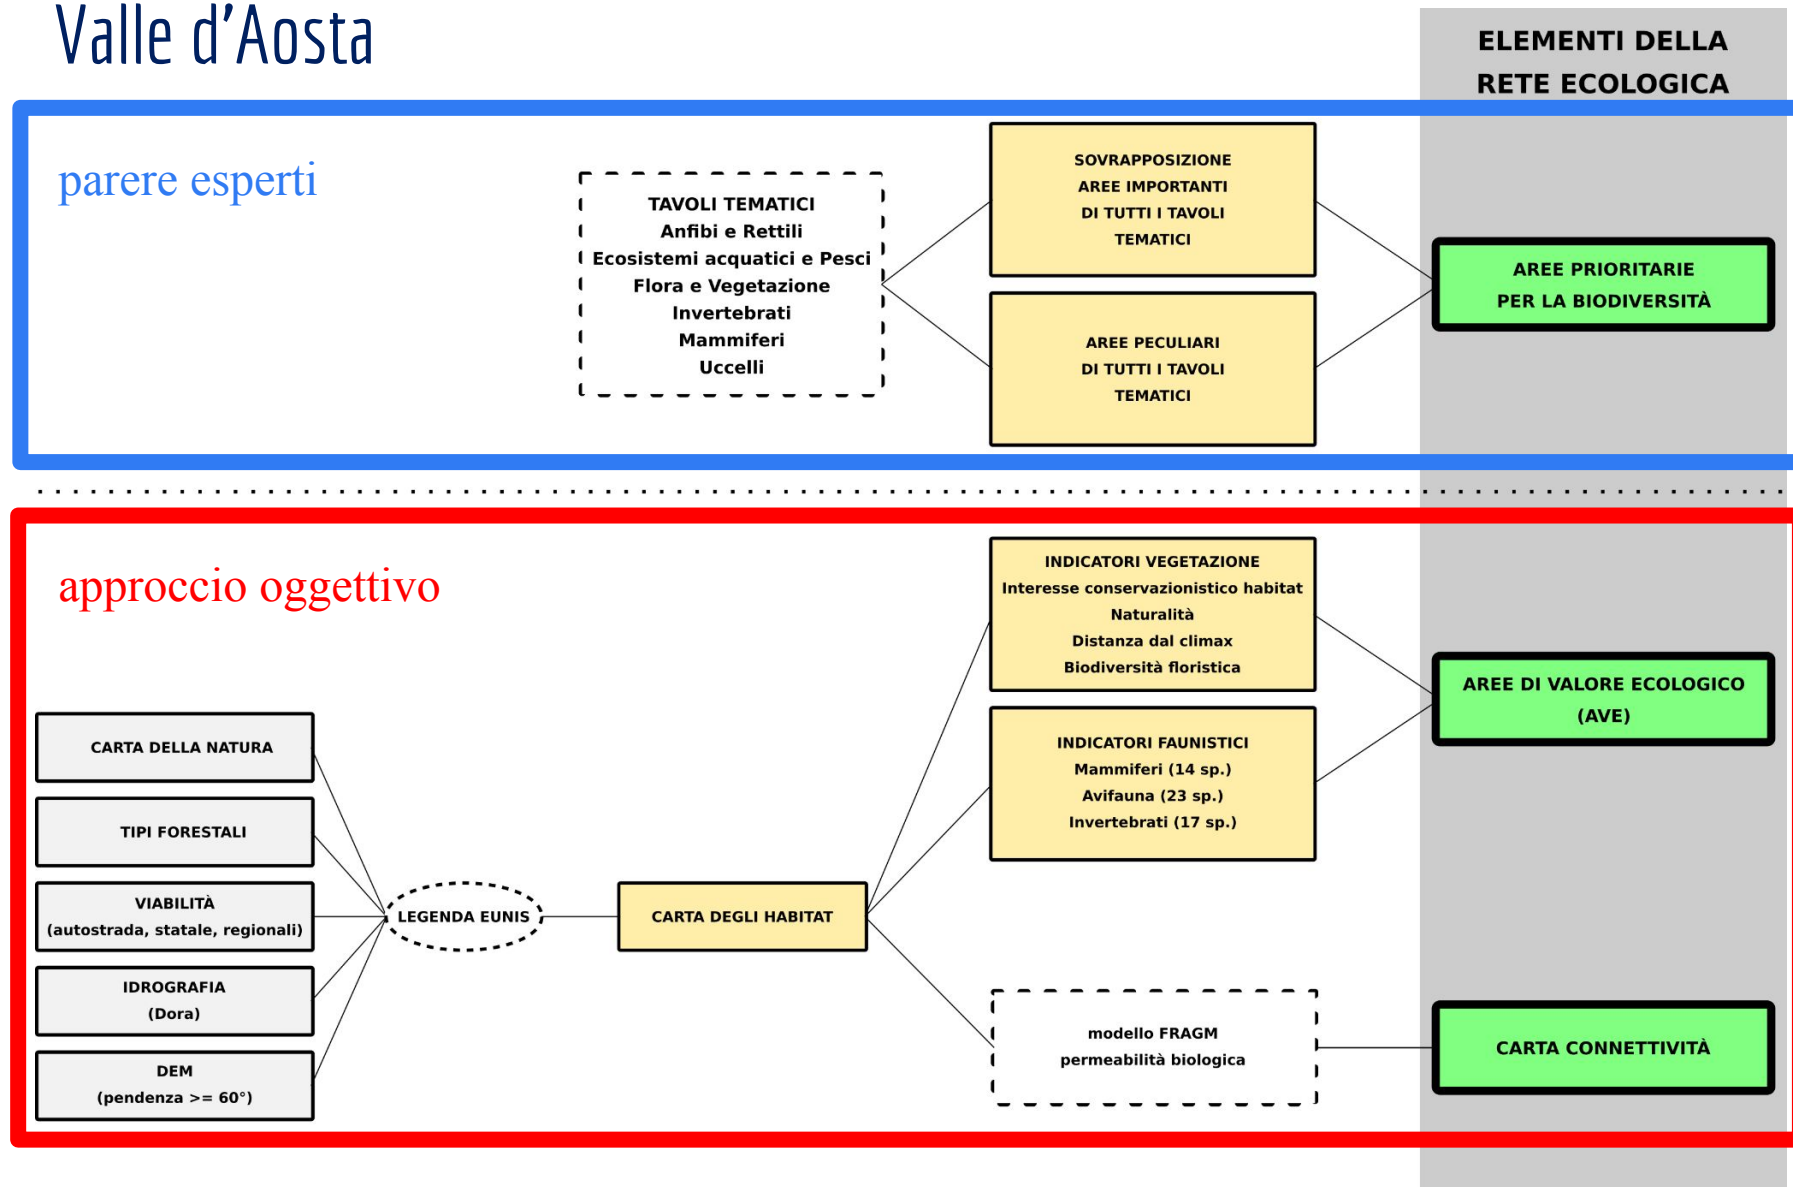 Valle d'Aosta
ELEMENTI DELLA
RETE ECOLOGICA
parere esperti
TAVOLI TEMATICI
Anfibi e Rettili
Ecosistemi acquatici e Pesci
Flora e Vegetazione
Invertebrati
Mammiferi
Uccelli
SOVRAPPOSIZIONE
AREE IMPORTANTI
DI TUTTI I TAVOLI
TEMATICI
AREE PECULIARI
DI TUTTI I TAVOLI
TEMATICI
AREE PRIORITARIE
PER LA BIODIVERSITÀ
approccio oggettivo
CARTA DELLA NATURA
TIPI FORESTALI
VIABILITÀ
(autostrada, statale, regionali)
IDROGRAFIA
(Dora)
DEM
(pendenza >= 60°)
LEGENDA EUNIS
CARTA DEGLI HABITAT
INDICATORI VEGETAZIONE
Interesse conservazionistico habitat
Naturalità
Distanza dal climax
Biodiversità floristica
INDICATORI FAUNISTICI
Mammiferi (14 sp.)
Avifauna (23 sp.)
Invertebrati (17 sp.)
modello FRAGM
permeabilità biologica
AREE DI VALORE ECOLOGICO
(AVE)
CARTA CONNETTIVITÀ